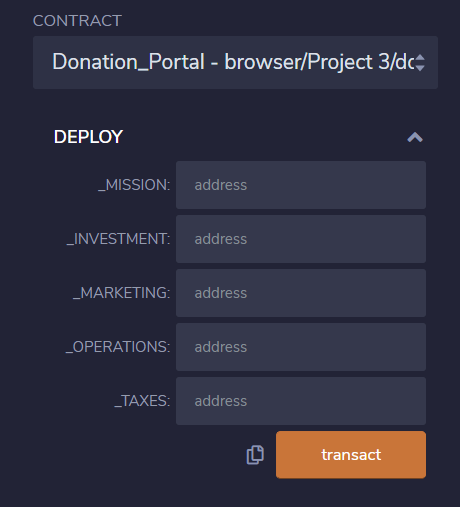 CONTRACT
Donation_Portal - browser/Project 3/dc
DEPLOY
_MISSION: address
_INVESTMENT: address
_MARKETING: address
_OPERATIONS: address
_TAXES: address
transact